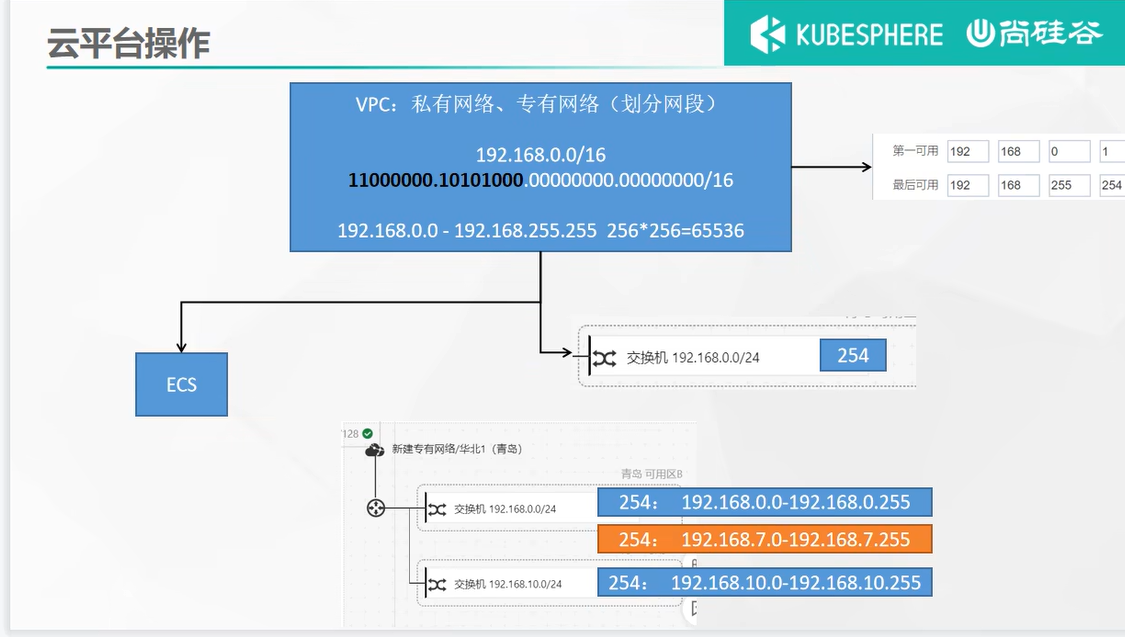 云平台操作
KUBESPHERE 尚硅谷
VPC：私有网络、专有网络（划分网段）
192.168.0.0/16
11000000.10101000.00000000.00000000/16
192.168.0.0 - 192.168.255.255 256*256=65536
第一可用 192 168 0 1
最后可用 192 168 255 254
交换机 192.168.0.0/24 254
ECS
128
新建专有网络/华北1（青岛）
青岛 可用区B
交换机 192.168.0.0/24 254： 192.168.0.0-192.168.0.255
254： 192.168.7.0-192.168.7.255
交换机 192.168.10.0/24 254： 192.168.10.0-192.168.10.255